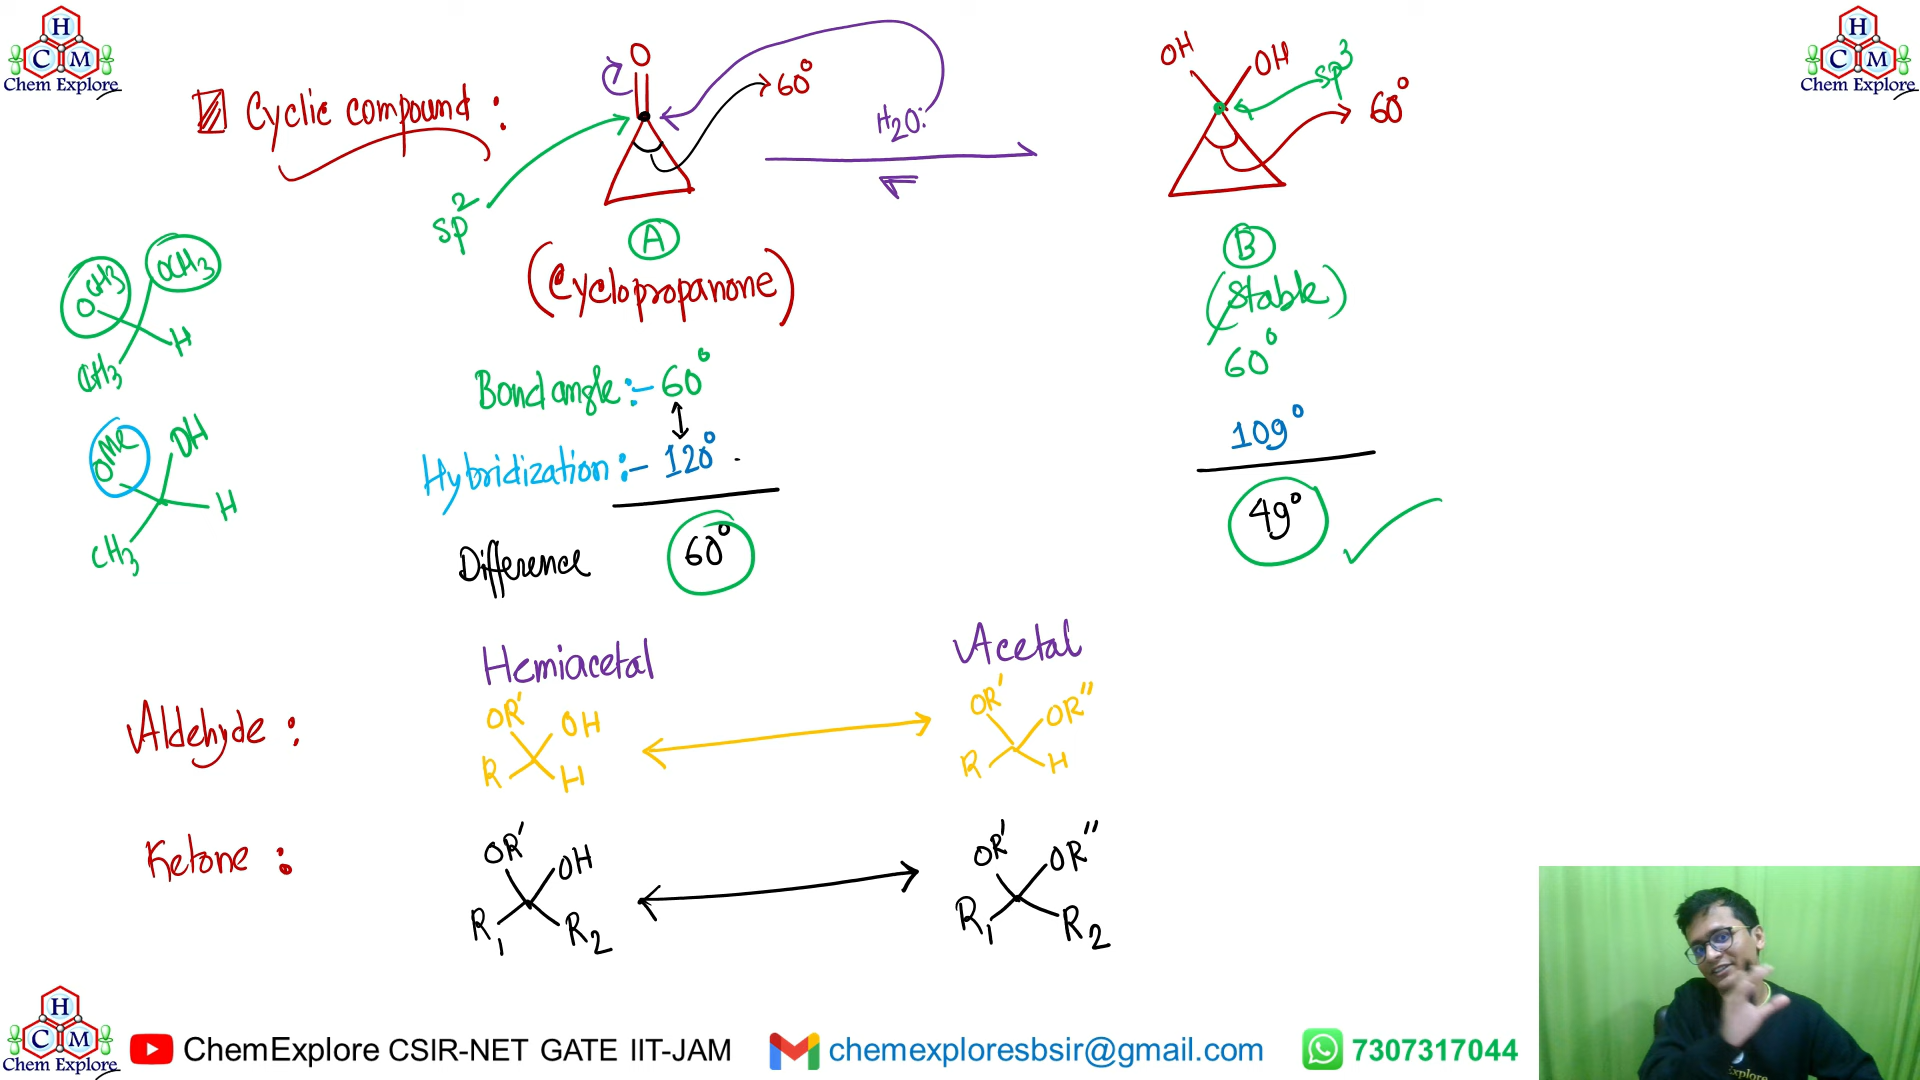 H
C M
Chem Explore
H
C M
Chem Explore
Cyclic compound :
O
60°
H2O:
OH
OH
sp3
60°
sp2
A
(Cyclopropanone)
B
(Stable)
60°
109°
49°
OCH3
OCH3
H
CH3
OMe
OH
H
CH3
Bond angle :- 60°
Hybridization :- 120°
Difference 60°
Hemiacetal
Acetal
Aldehyde :
OR'
OH
R
H
OR'
OR''
R
H
Ketone :
OR'
OH
R1
R2
OR'
OR''
R1
R2
H
C M
Chem Explore
ChemExplore CSIR-NET GATE IIT-JAM
chemexploresbsir@gmail.com
7307317044
xplore